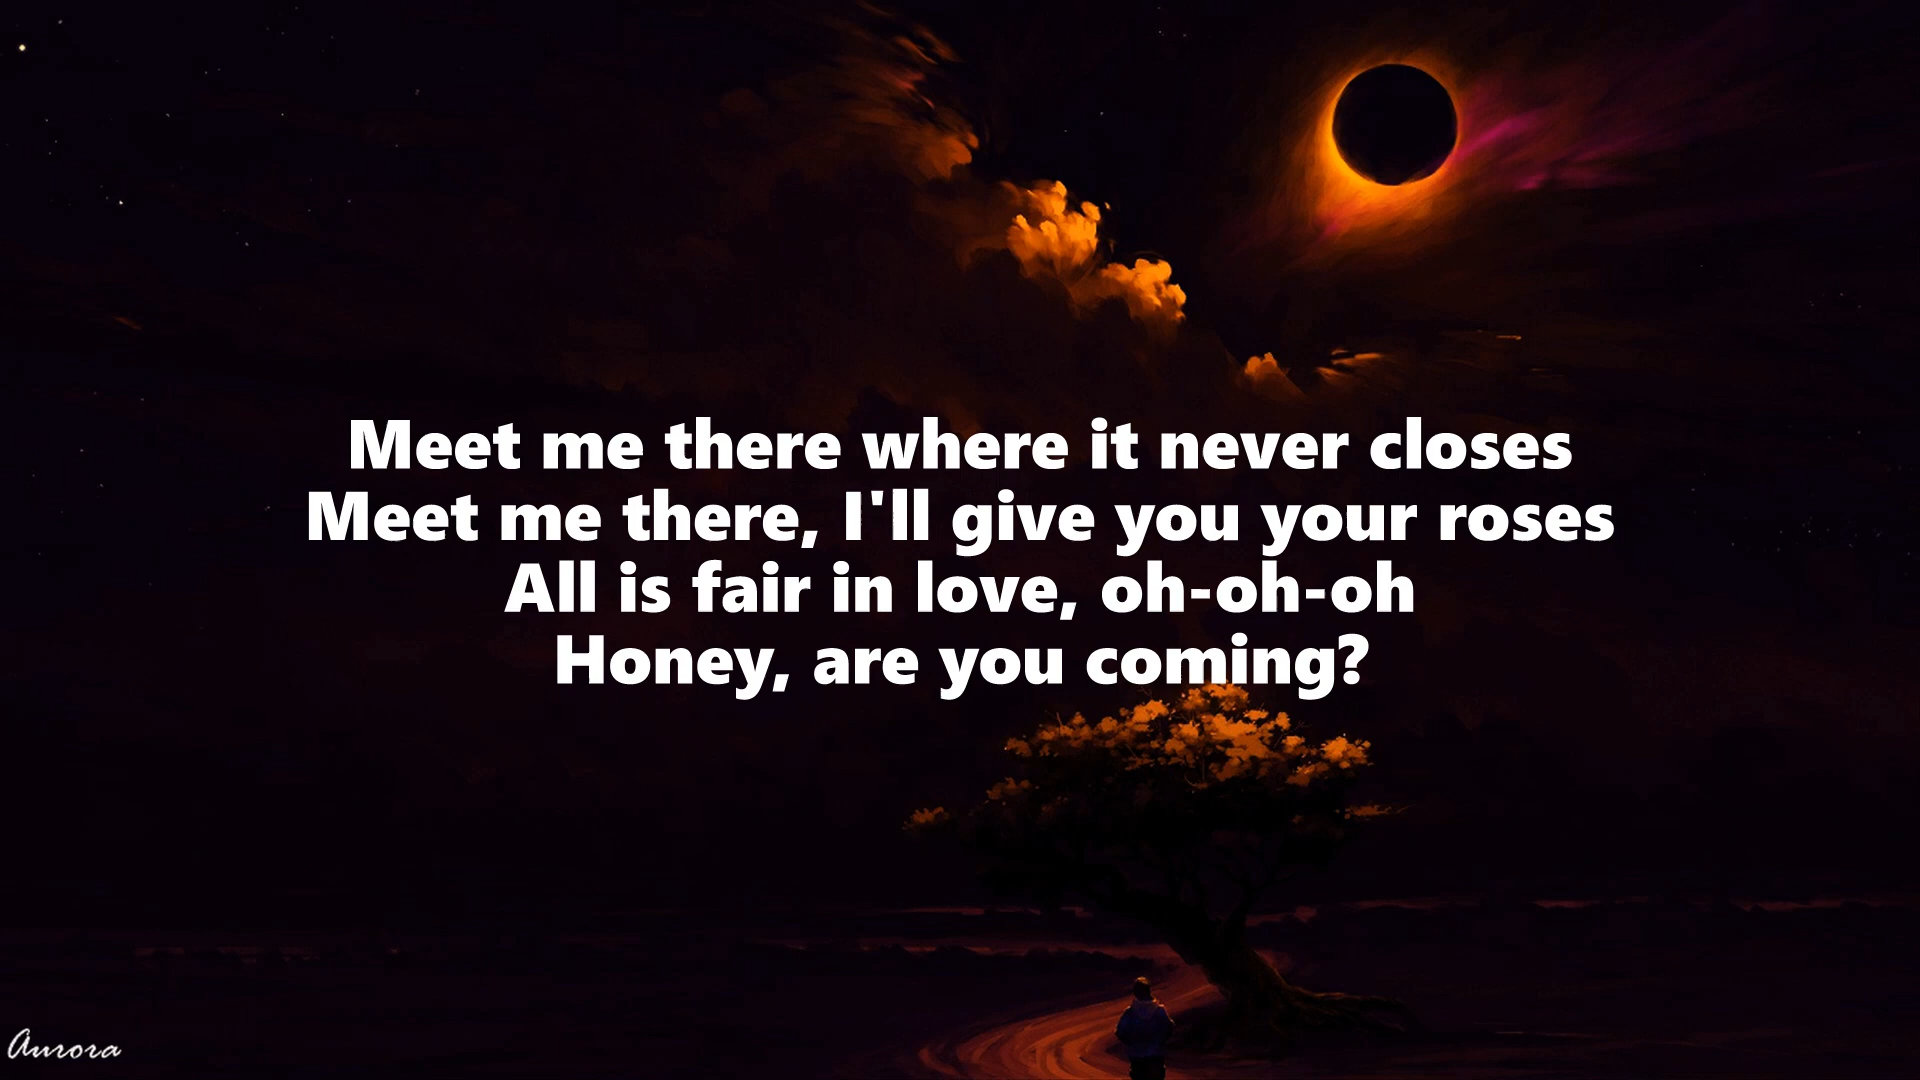 Meet me there where it never closes
Meet me there, I'll give you your roses
All is fair in love, oh-oh-oh
Honey, are you coming?
Aurora